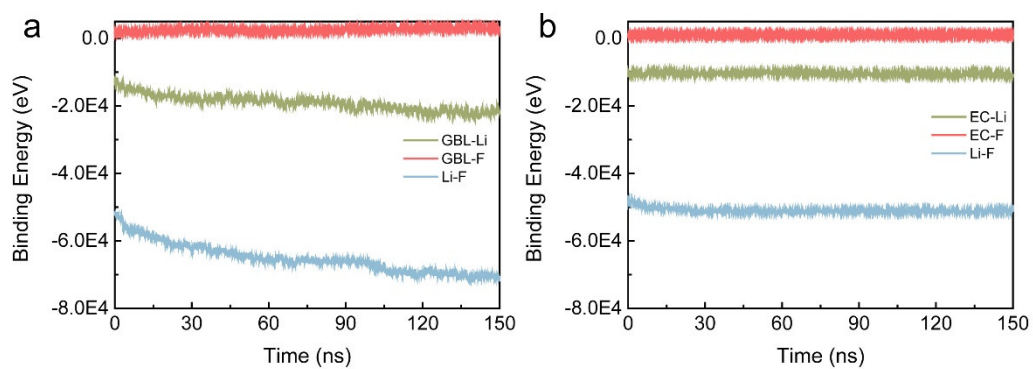 a
0.0
-2.0E4
-4.0E4
-6.0E4
-8.0E4
Binding Energy (eV)
GBL-Li
GBL-F
Li-F
0 30 60 90 120 150
Time (ns)
b
0.0
-2.0E4
-4.0E4
-6.0E4
-8.0E4
Binding Energy (eV)
EC-Li
EC-F
Li-F
0 30 60 90 120 150
Time (ns)